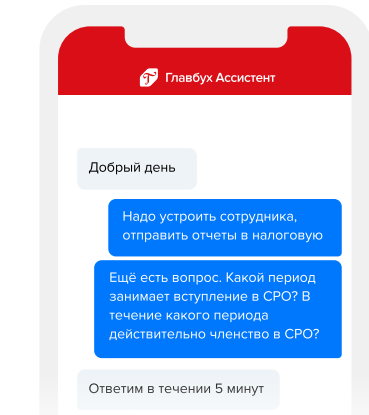 Главбух Ассистент
Добрый день
Надо устроить сотрудника,
отправить отчеты в налоговую
Ещё есть вопрос. Какой период
занимает вступление в СРО? В
течение какого периода
действительно членство в СРО?
Ответим в течении 5 минут